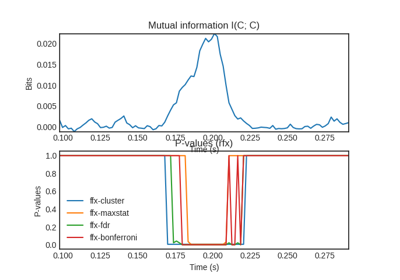 Mutual information I(C; C)
0.020
0.015
0.010
0.005
0.000
Bits
0.100 0.125 0.150 0.175 0.200 0.225 0.250 0.275
Time (s)
P-values (rfx)
1.0
0.8
0.6
0.4
0.2
0.0
P-values
ffx-cluster
ffx-maxstat
ffx-fdr
ffx-bonferroni
0.100 0.125 0.150 0.175 0.200 0.225 0.250 0.275
Time (s)